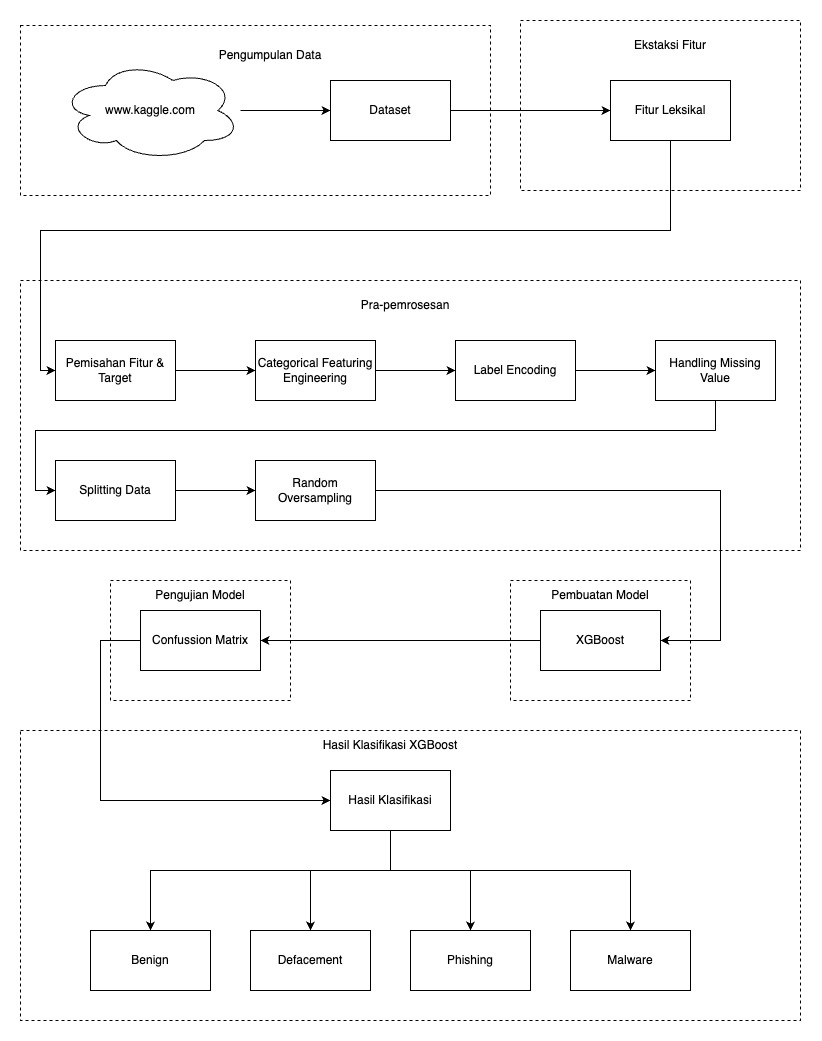 Pengumpulan Data
Ekstaksi Fitur
www.kaggle.com
Dataset
Fitur Leksikal
Pra-pemrosesan
Pemisahan Fitur &
Target
Categorical Featuring
Engineering
Label Encoding
Handling Missing
Value
Splitting Data
Random
Oversampling
Pengujian Model
Pembuatan Model
Confussion Matrix
XGBoost
Hasil Klasifikasi XGBoost
Hasil Klasifikasi
Benign
Defacement
Phishing
Malware